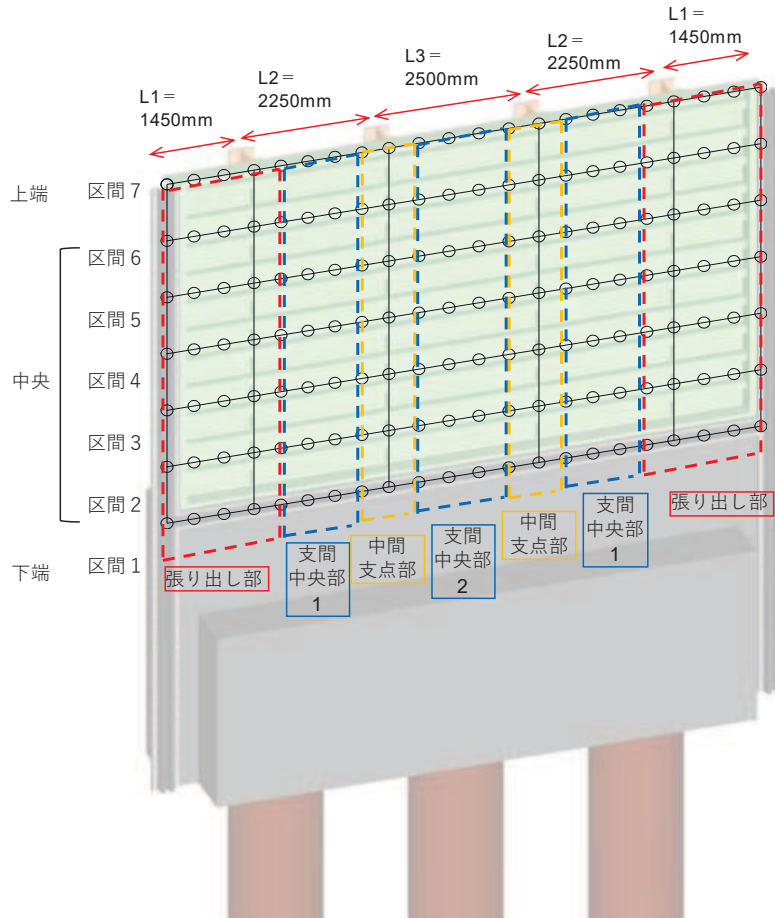 L1=
1450mm
L2=
2250mm
L3=
2500mm
L2=
2250mm
L1=
1450mm
上端
区間 7
区間 6
区間 5
中央
区間 4
区間 3
区間 2
下端
区間 1
張り出し部
支間
中央部
1
中間
支点部
支間
中央部
2
中間
支点部
支間
中央部
1
張り出し部